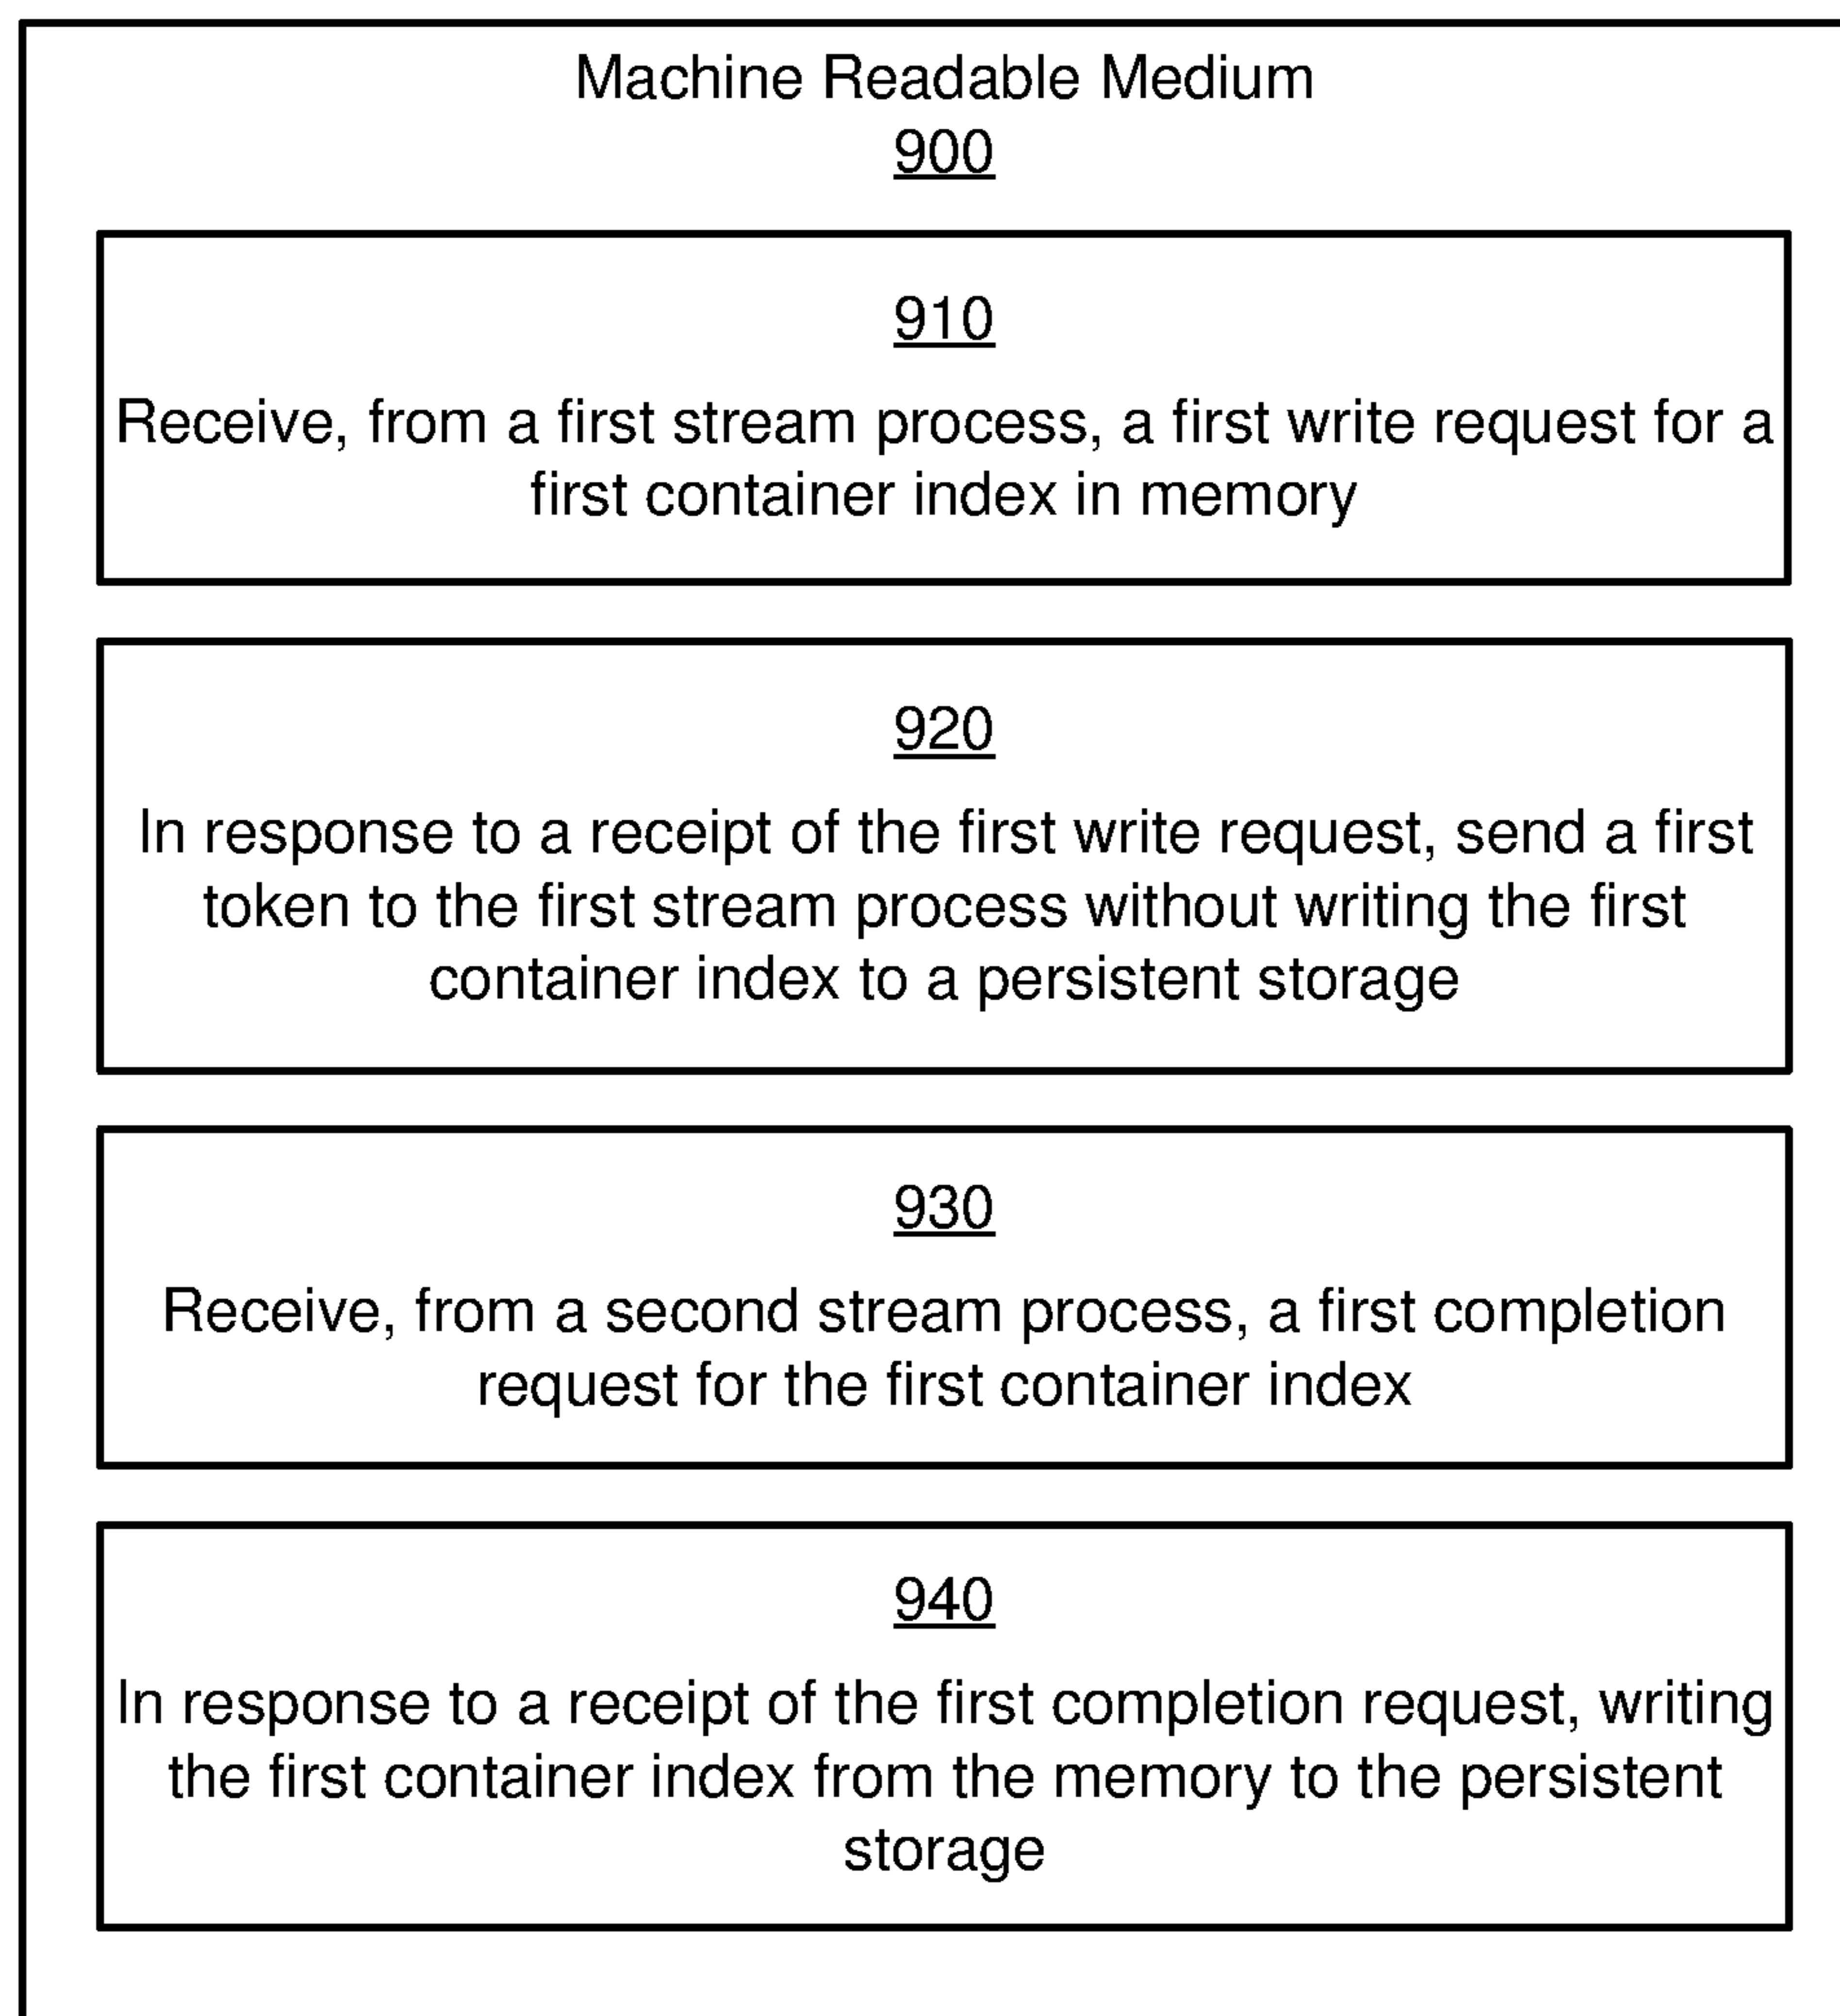 Machine Readable Medium
900
910
Receive, from a first stream process, a first write request for a
first container index in memory
920
In response to a receipt of the first write request, send a first
token to the first stream process without writing the first
container index to a persistent storage
930
Receive, from a second stream process, a first completion
request for the first container index
940
In response to a receipt of the first completion request, writing
the first container index from the memory to the persistent
storage